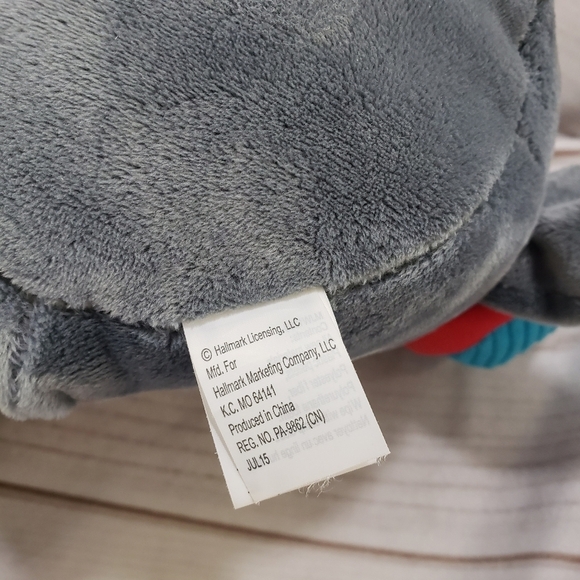 © Hallmark Licensing, LLC
Mfd. For
Hallmark Marketing Company, LLC
K.C. MO 64141
Produced in China
REG. NO. PA-9862 (CN)
JUL15